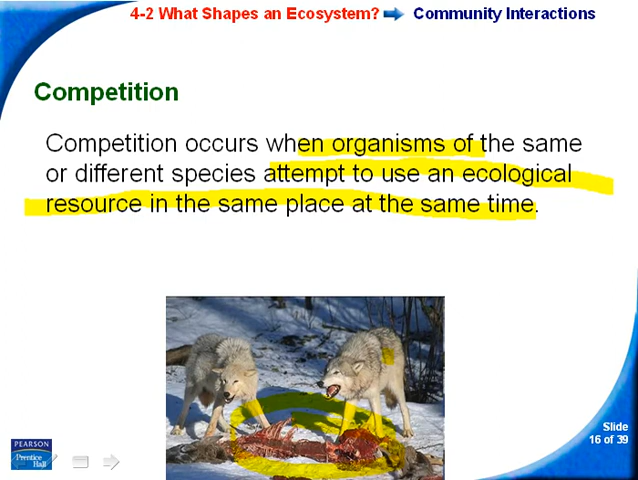 4-2 What Shapes an Ecosystem? Community Interactions
Competition
Competition occurs when organisms of the same
or different species attempt to use an ecological
resource in the same place at the same time.
Slide
16 of 39
PEARSON
Prentice
Hall